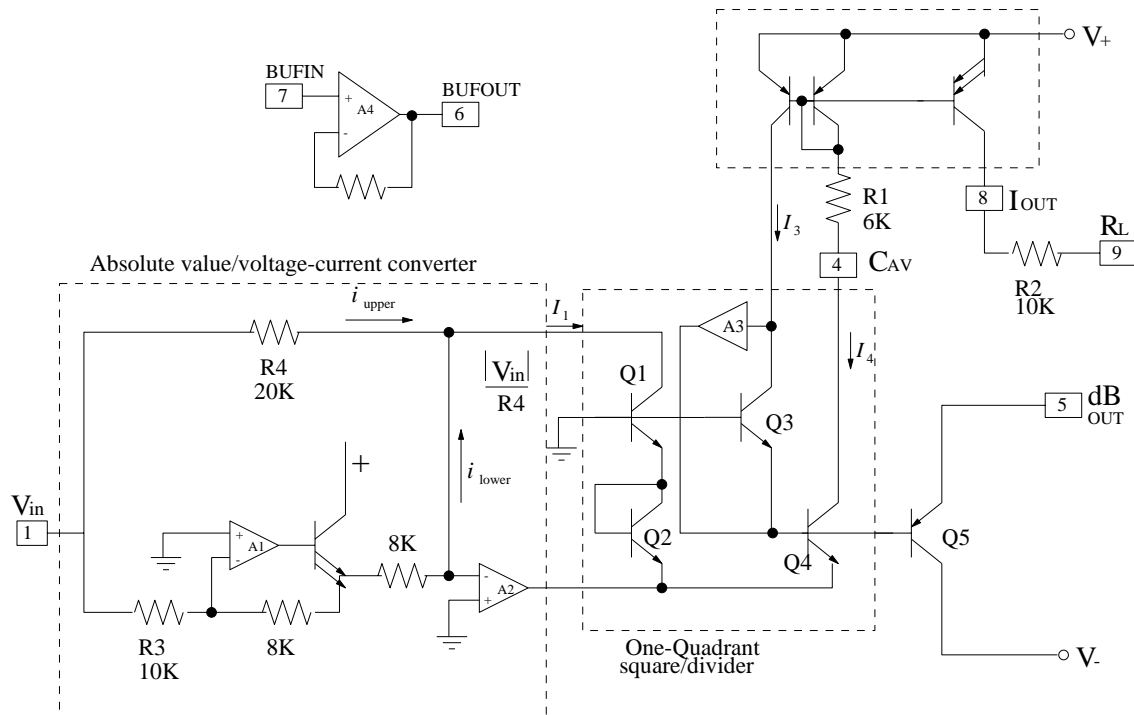 V+
BUFIN
7
+
A4
-
BUFOUT
6
R1
6K
8
IOUT
I3
4
CAV
RL
9
R2
10K
Absolute value/voltage-current converter
i upper
I1
A3
I4
R4
20K
|Vin|
R4
Q1
Q3
5
dB
OUT
+
i lower
Vin
1
+
A1
-
8K
Q2
Q4
Q5
-
A2
+
R3
10K
8K
One-Quadrant
square/divider
V-